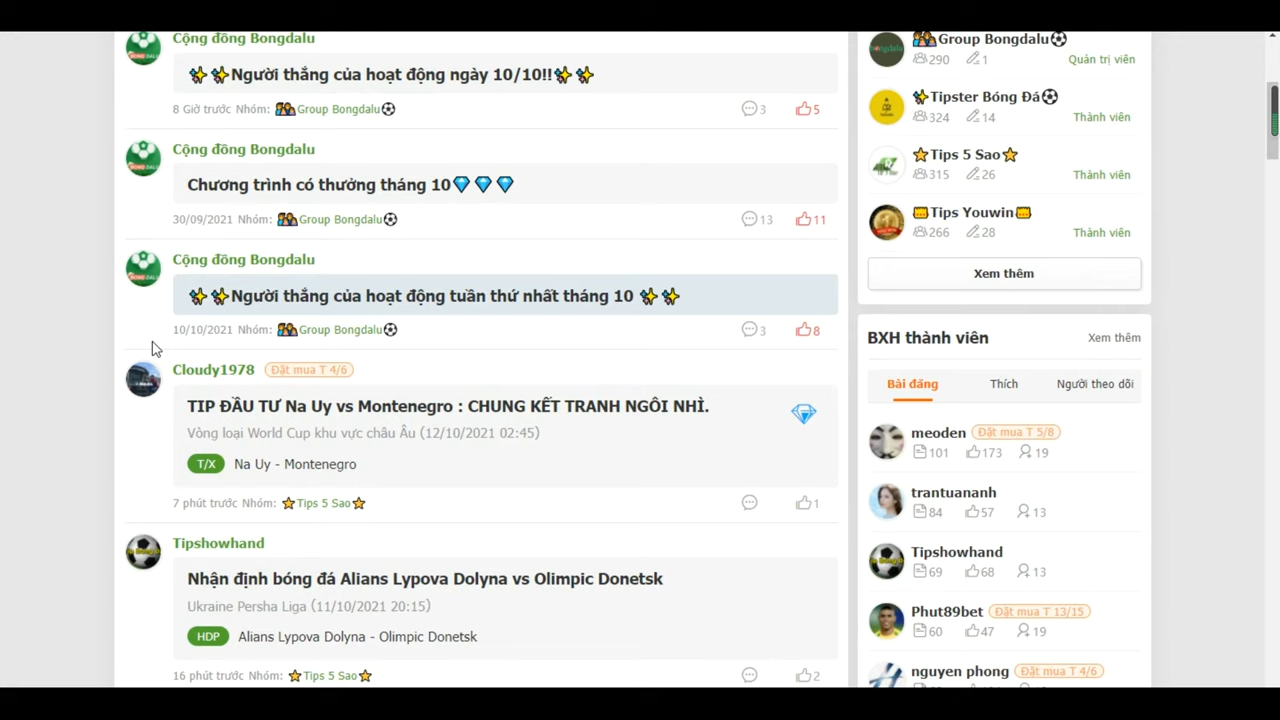 Cộng đồng Bongdalu
✨✨Người thắng của hoạt động ngày 10/10!!✨✨
8 Giờ trước Nhóm: Group Bongdalu⚽
3
5
Cộng đồng Bongdalu
Chương trình có thưởng tháng 10💎💎💎
30/09/2021 Nhóm: Group Bongdalu⚽
13
11
Cộng đồng Bongdalu
✨✨Người thắng của hoạt động tuần thứ nhất tháng 10 ✨✨
10/10/2021 Nhóm: Group Bongdalu⚽
3
8
Cloudy1978 Đặt mua T 4/6
TIP ĐẦU TƯ Na Uy vs Montenegro : CHUNG KẾT TRANH NGÔI NHÌ.
Vòng loại World Cup khu vực châu Âu (12/10/2021 02:45)
T/X Na Uy - Montenegro
7 phút trước Nhóm: ⭐Tips 5 Sao⭐
1
Tipshowhand
Nhận định bóng đá Alians Lypova Dolyna vs Olimpic Donetsk
Ukraine Persha Liga (11/10/2021 20:15)
HDP Alians Lypova Dolyna - Olimpic Donetsk
16 phút trước Nhóm: ⭐Tips 5 Sao⭐
2
Group Bongdalu⚽
290 1 Quản trị viên
✨Tipster Bóng Đá⚽
324 14 Thành viên
⭐Tips 5 Sao⭐
315 26 Thành viên
Tips Youwin
266 28 Thành viên
Xem thêm
BXH thành viên Xem thêm
Bài đăng Thích Người theo dõi
meoden Đặt mua T 5/8
101 173 19
trantuananh
84 57 13
Tipshowhand
69 68 13
Phut89bet Đặt mua T 13/15
60 47 19
nguyen phong Đặt mua T 4/6